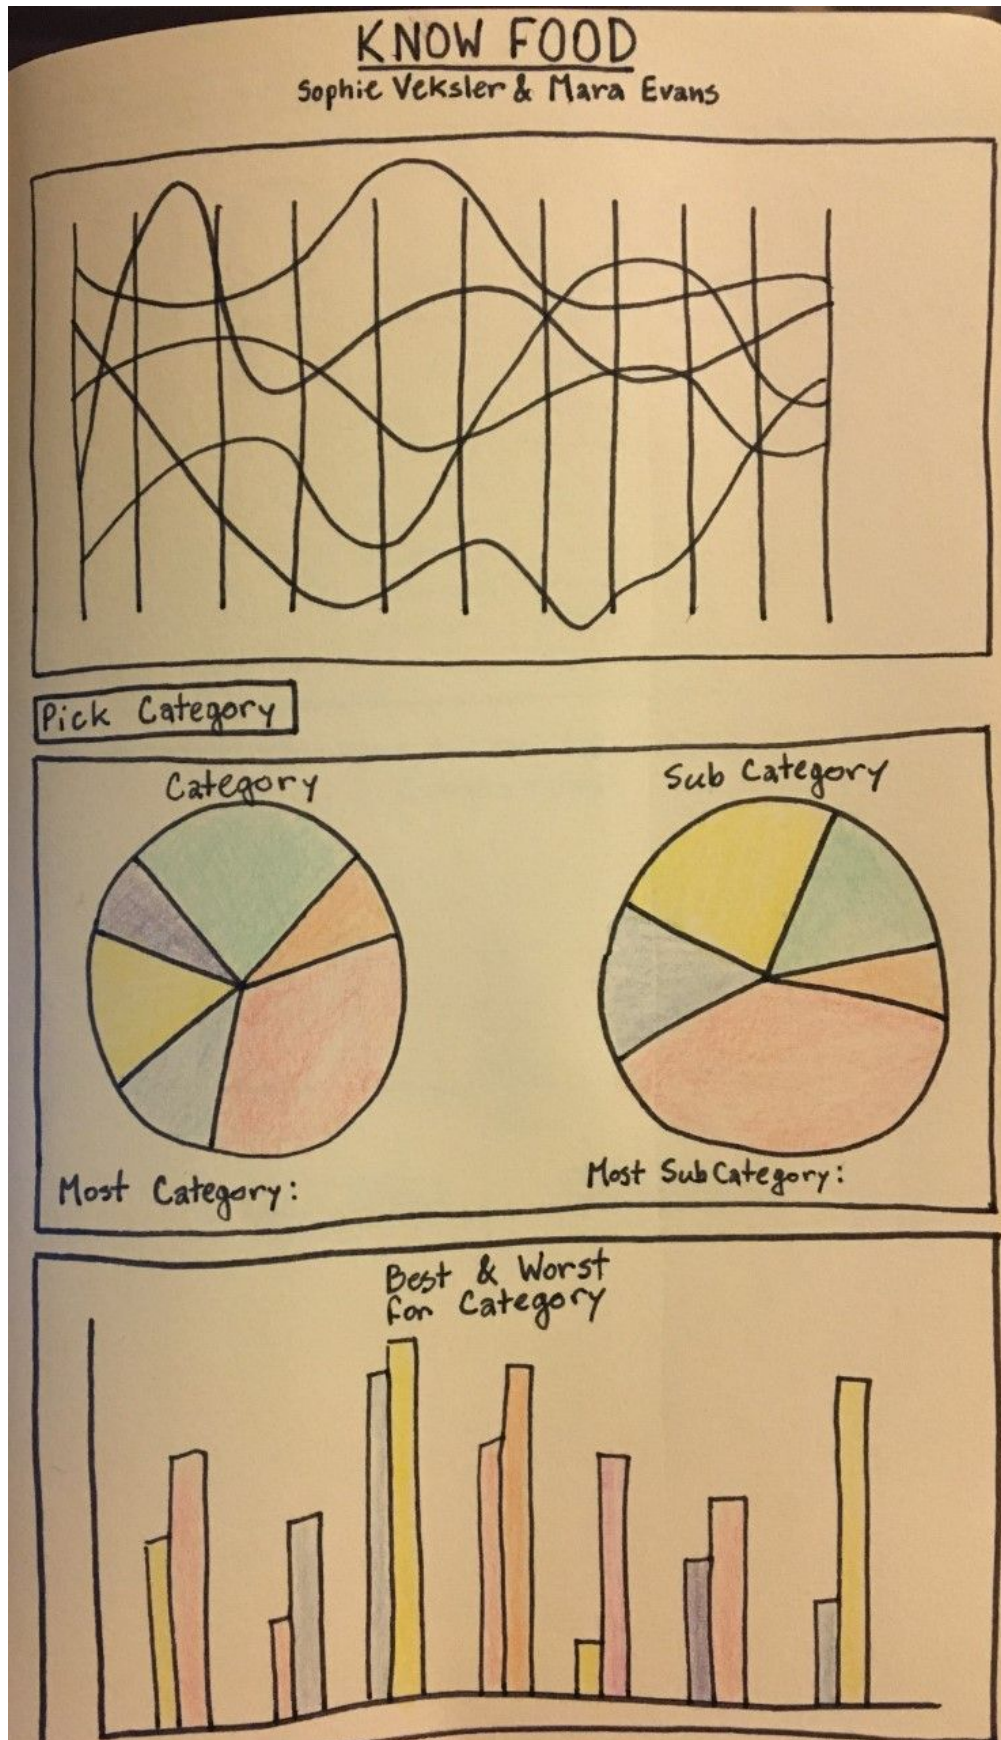 KNOW FOOD
Sophie Veksler & Mara Evans
Pick Category
Category
Sub Category
Most Category:
Most SubCategory:
Best & Worst
for Category